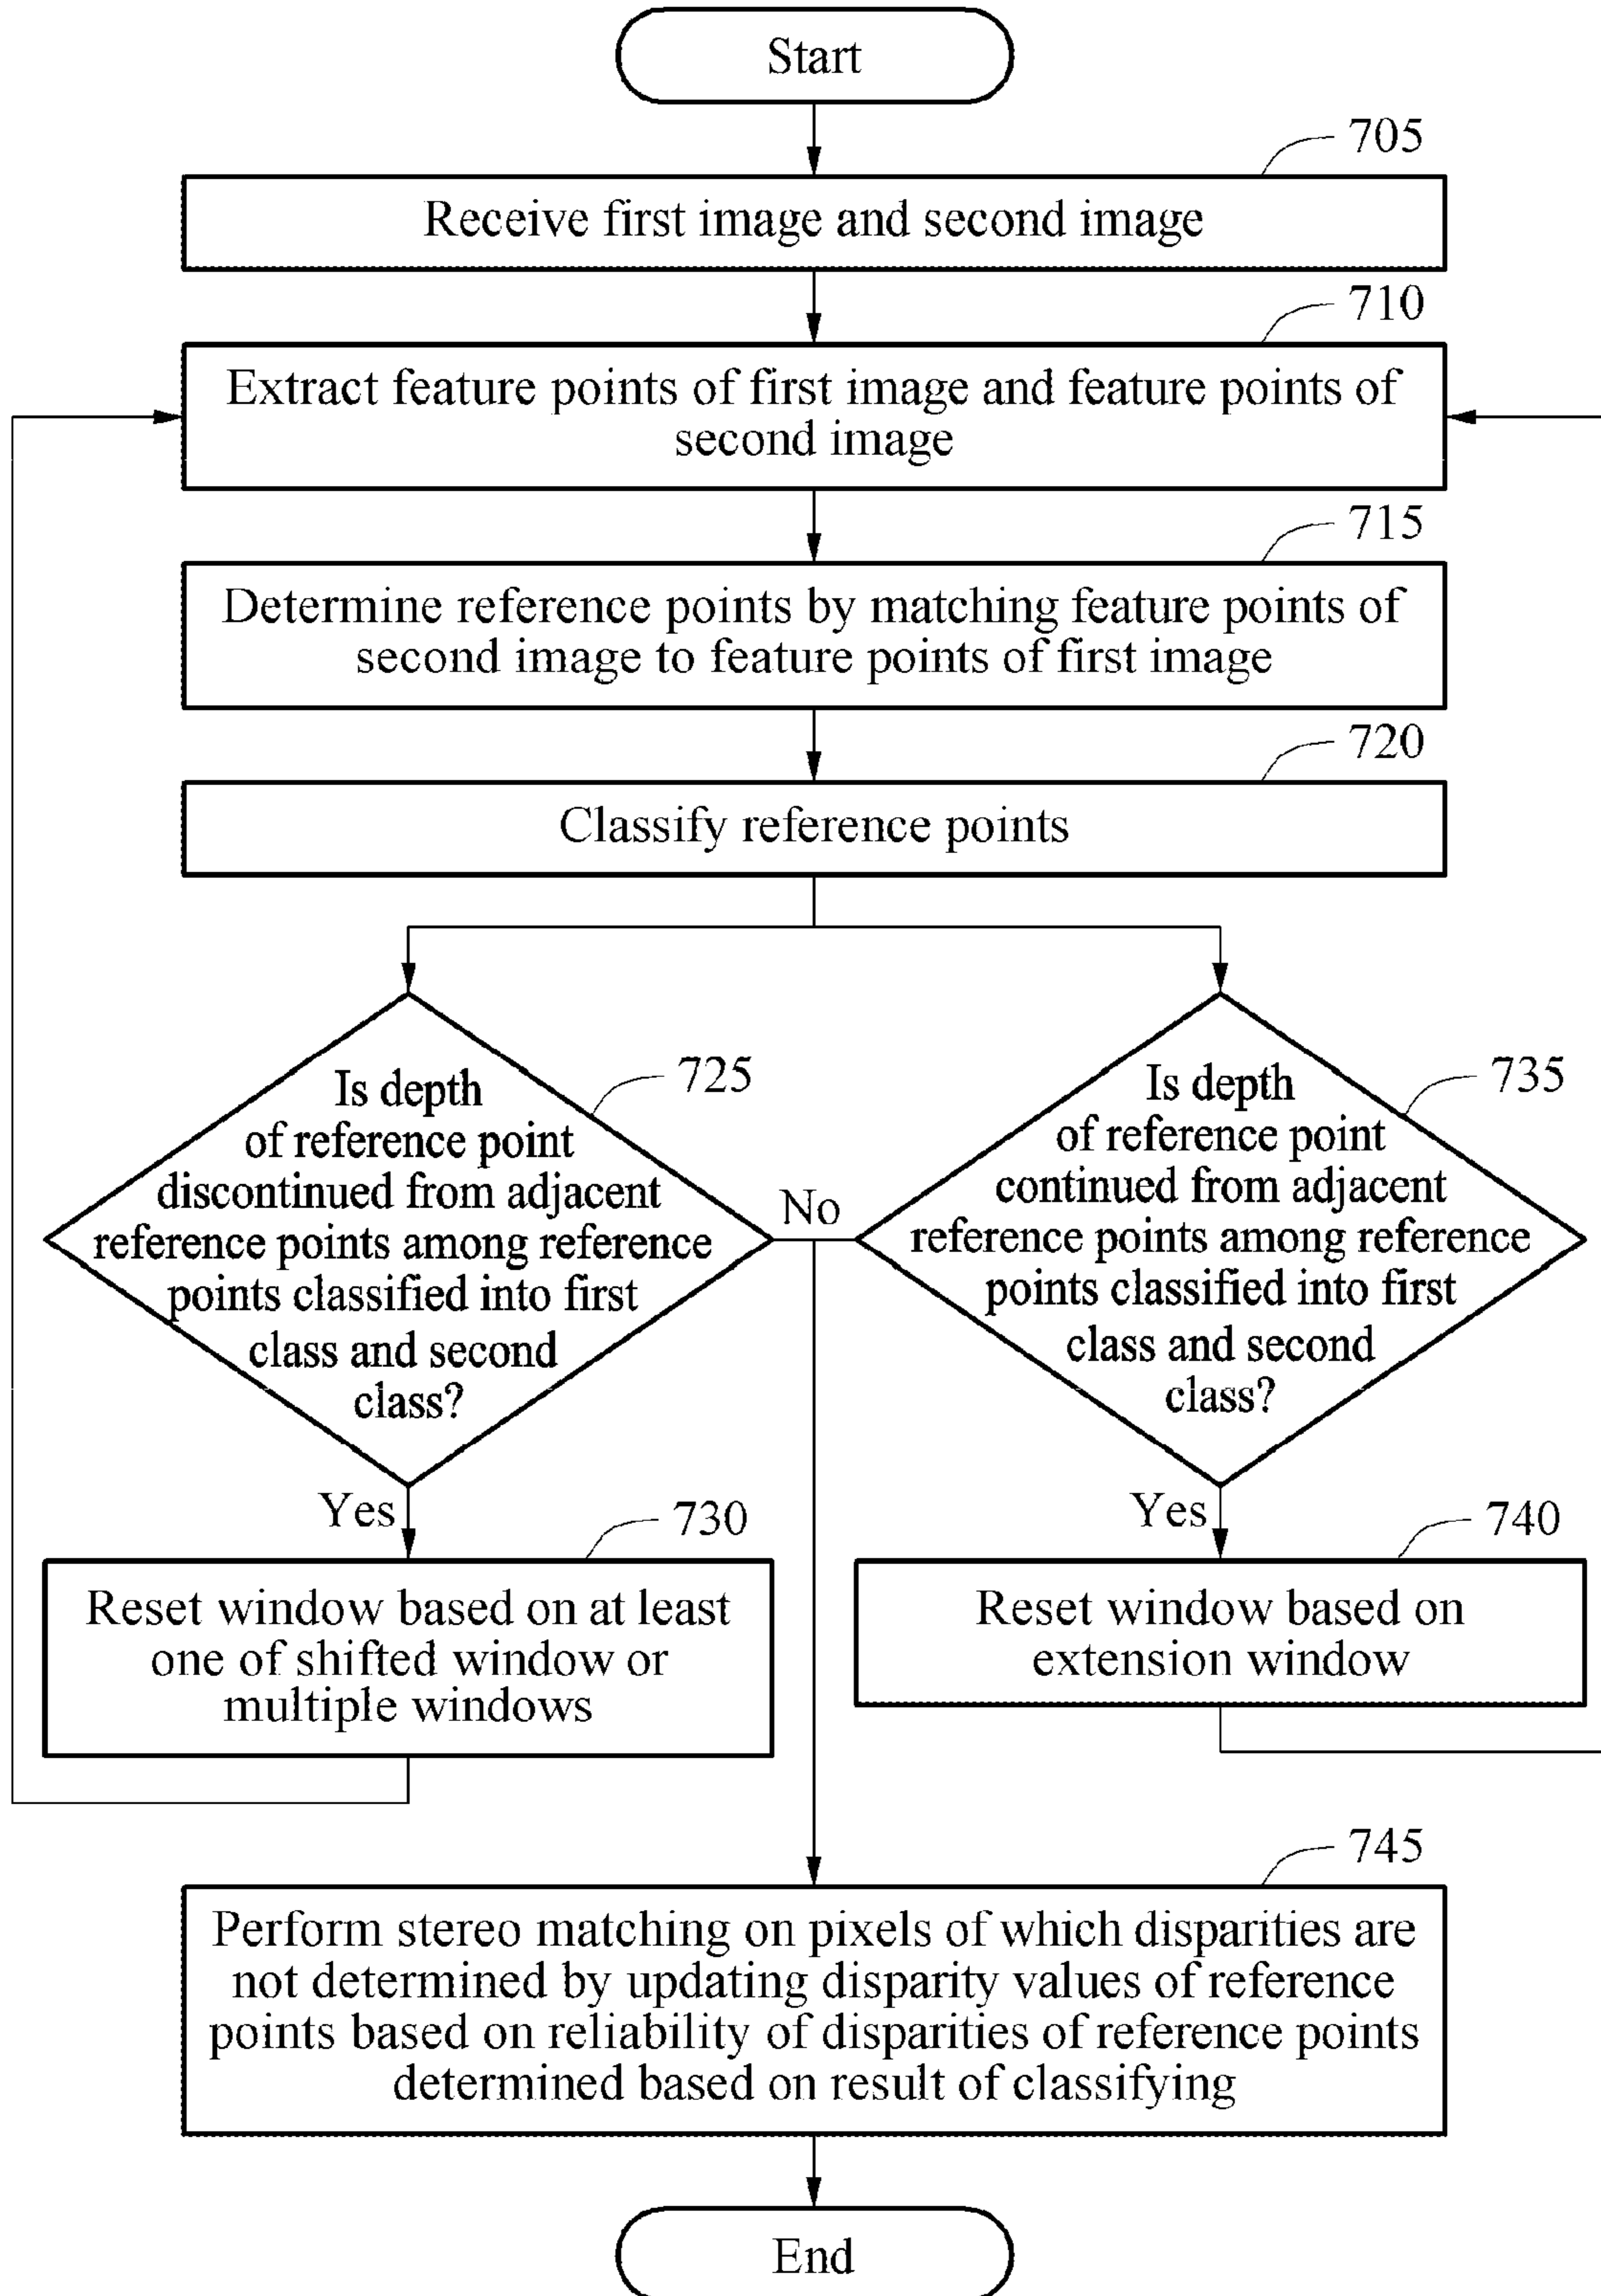 Start
705
Receive first image and second image
710
Extract feature points of first image and feature points of
second image
715
Determine reference points by matching feature points of
second image to feature points of first image
720
Classify reference points
725
Is depth
of reference point
discontinued from adjacent
reference points among reference
points classified into first
class and second
class?
No
735
Is depth
of reference point
continued from adjacent
reference points among reference
points classified into first
class and second
class?
Yes
730
Reset window based on at least
one of shifted window or
multiple windows
Yes
740
Reset window based on
extension window
745
Perform stereo matching on pixels of which disparities are
not determined by updating disparity values of reference
points based on reliability of disparities of reference points
determined based on result of classifying
End